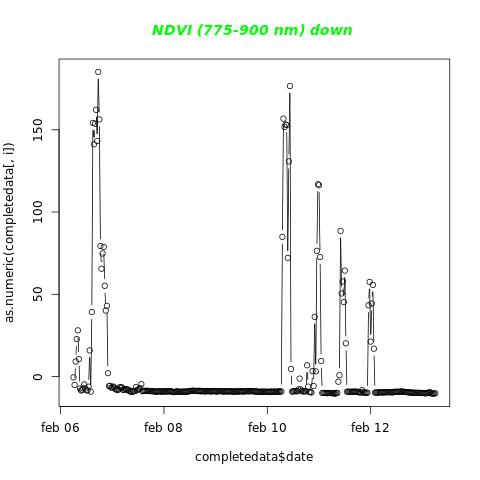 NDVI (775-900 nm) down
as.numeric(completedata[, i])
150
100
50
0
feb 06
feb 08
feb 10
feb 12
completedata$date